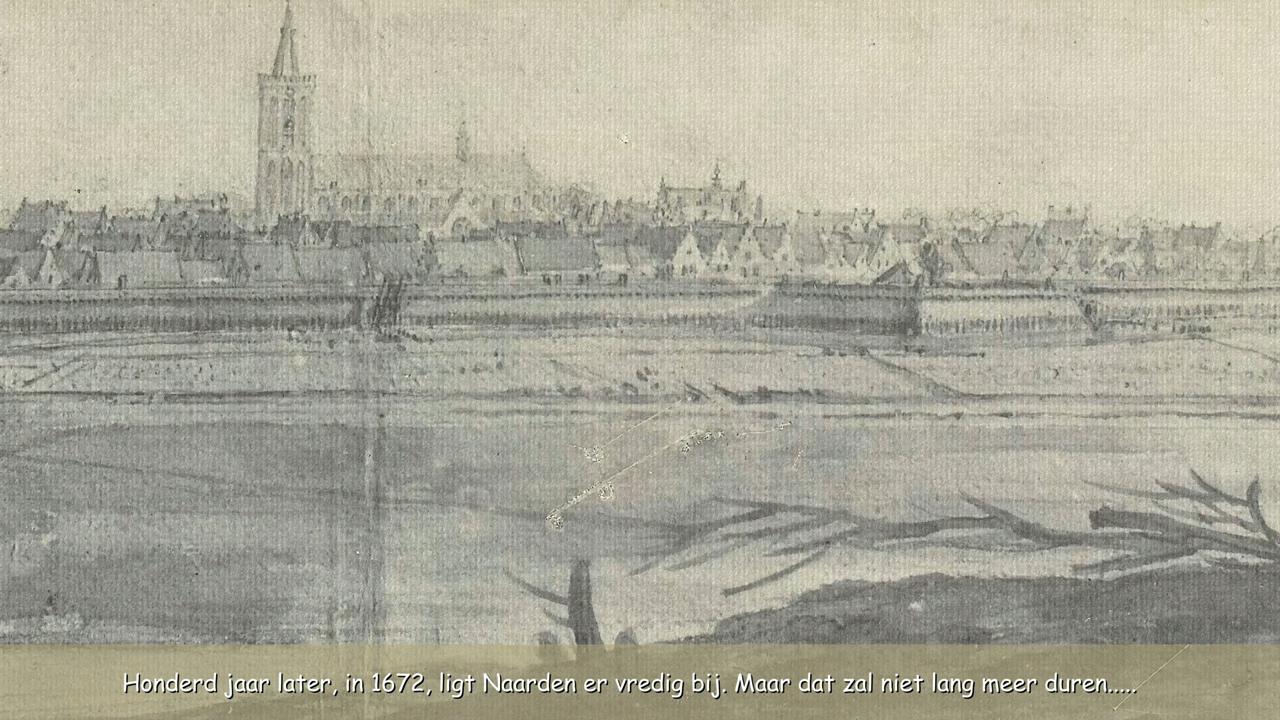 Honderd jaar later, in 1672, ligt Naarden er vredig bij. Maar dat zal niet lang meer duren.....